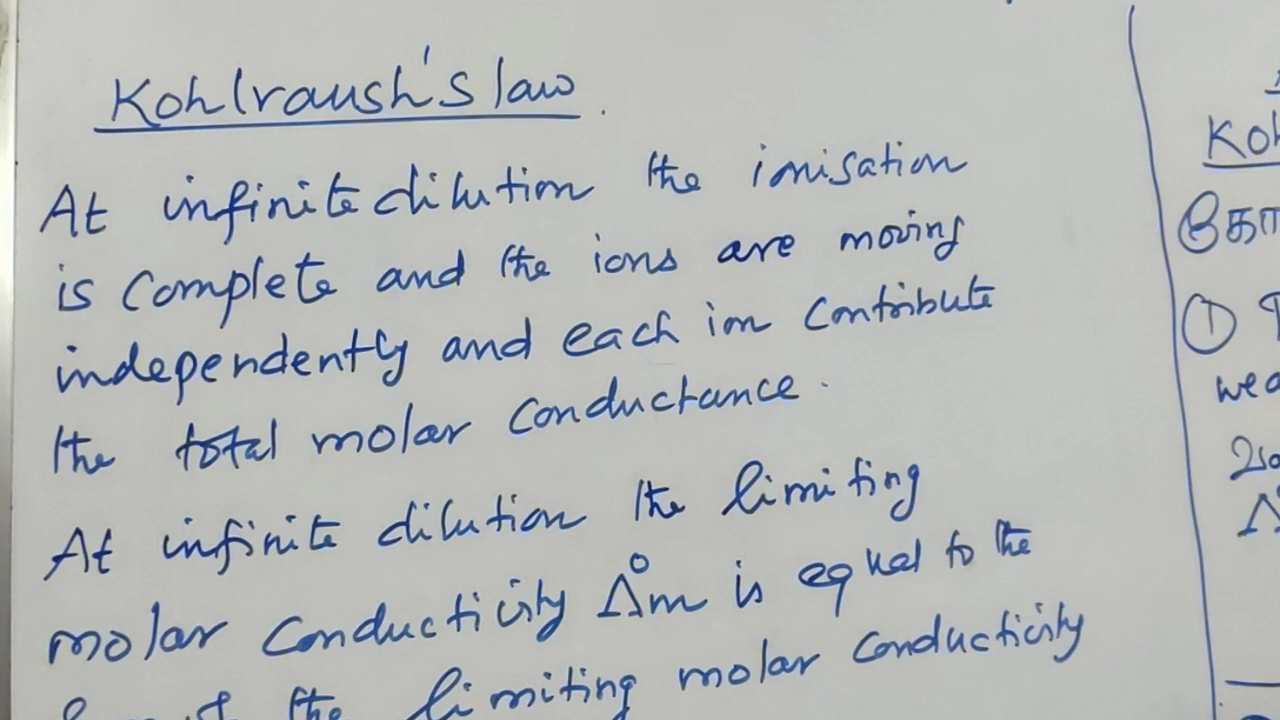 Kohlraush's law.
At infinite dilution the ionisation
is complete and the ions are moving
independently and each ion contribute
the total molar conductance.
At infinite dilution the limiting
molar conductivity Λ°m is equal to the
the limiting molar conductivity
Koh
கோ
①
wea
Λ°